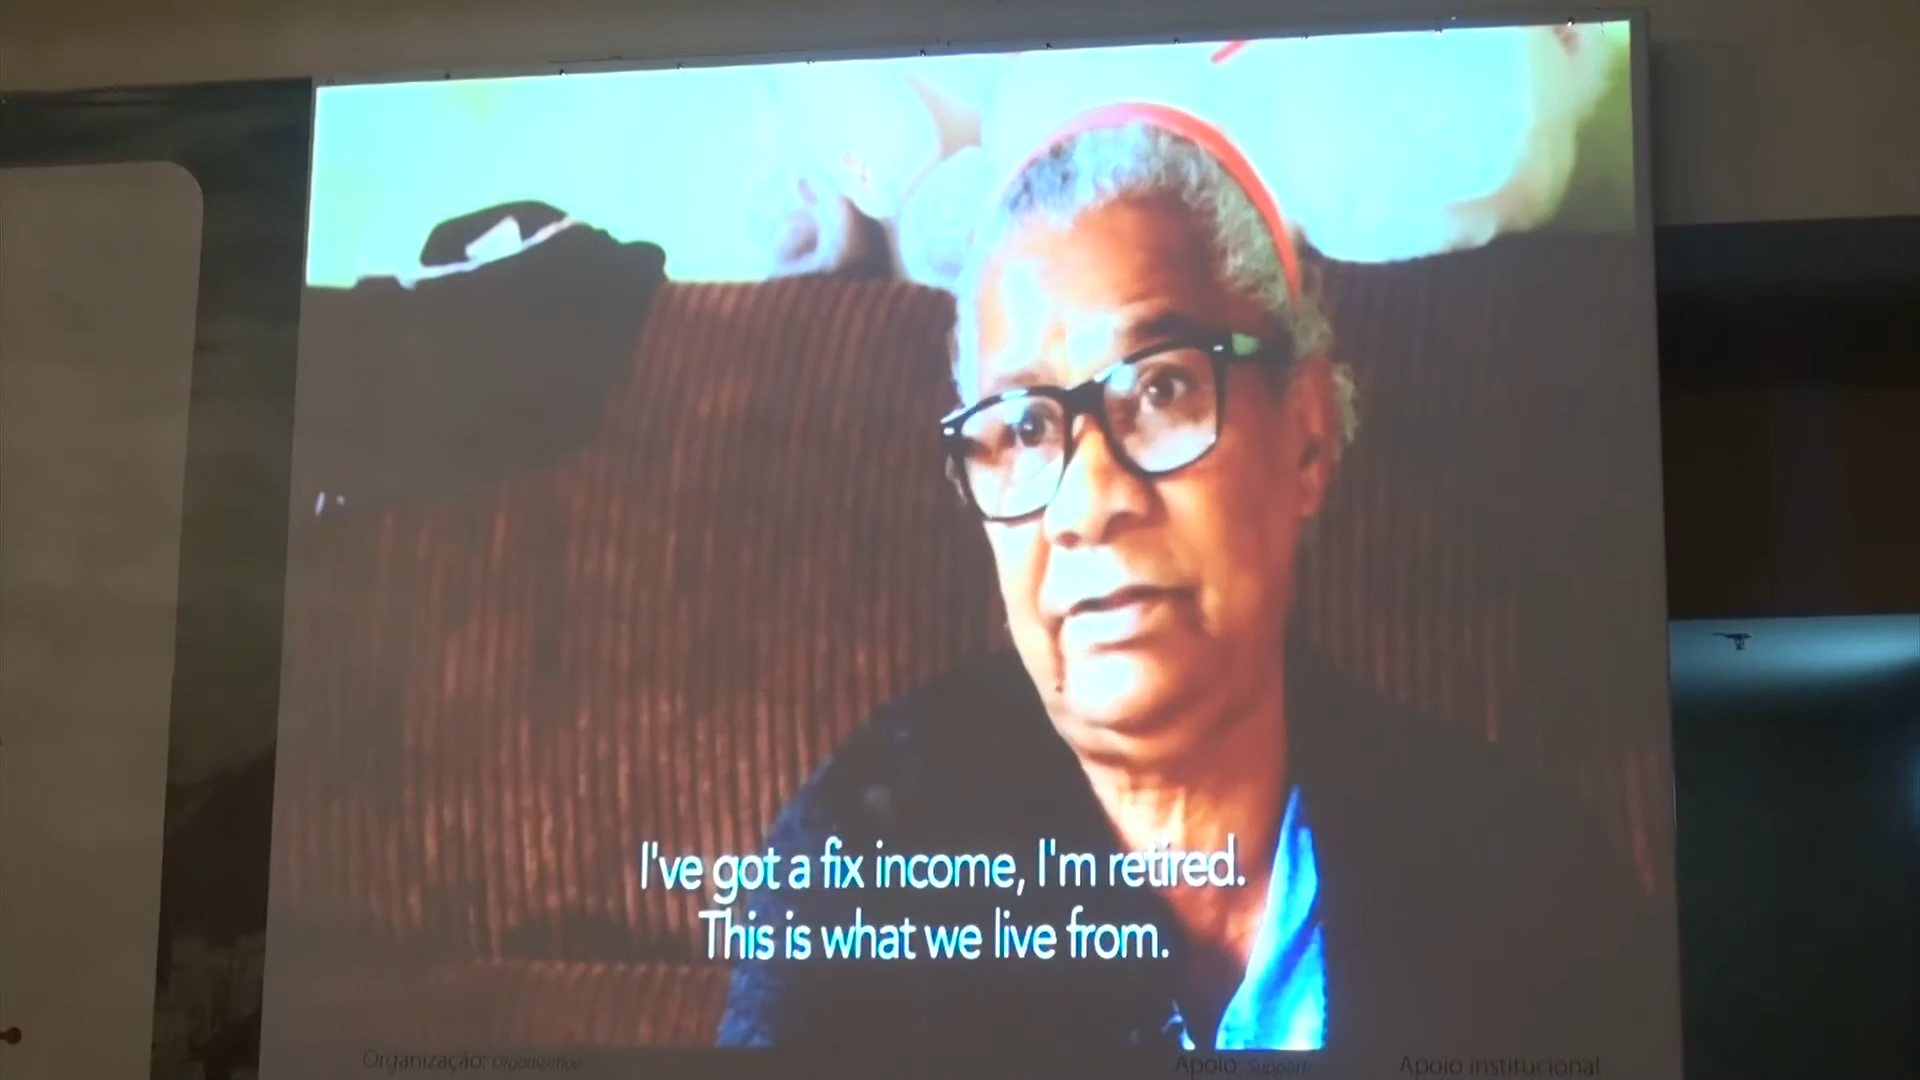 I've got a fix income, I'm retired.
This is what we live from.
Organização: Organization:
Apoio: Support:
Apoio institucional